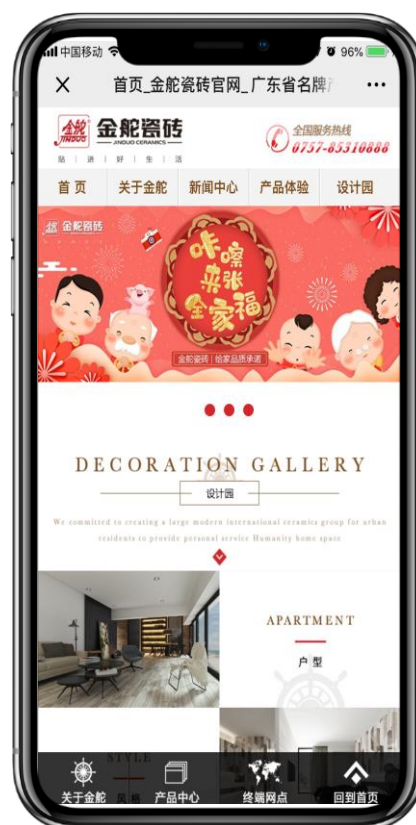 中国移动
96%
首页_金舵瓷砖官网_广东省名牌
金舵
JINDUO
金舵瓷砖
JINDUO CERAMICS
贴 | 进 | 好 | 生 | 活
全国服务热线
0757-85310888
首页 关于金舵 新闻中心 产品体验 设计园
金舵瓷砖
咔嚓
来张
全家福
金舵瓷砖 | 给家品质承诺
DECORATION GALLERY
设计园
We committed to creating a large modern international ceramics group for urban
residents to provide personal service Humanity home space
APARTMENT
户型
STYLE
风格
关于金舵 产品中心 终端网点 回到首页